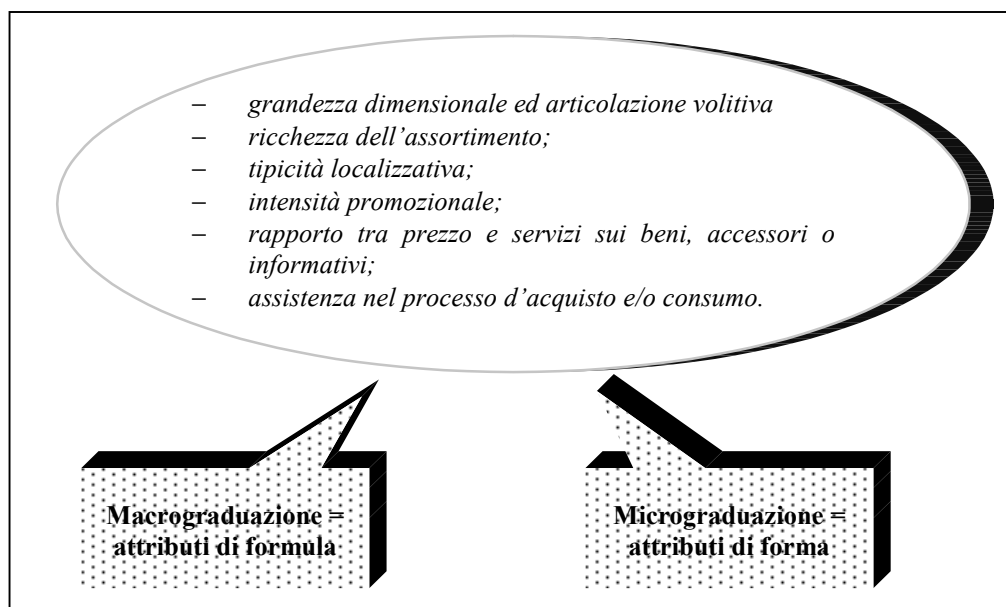 – grandezza dimensionale ed articolazione volitiva
– ricchezza dell’assortimento;
– tipicità localizzativa;
– intensità promozionale;
– rapporto tra prezzo e servizi sui beni, accessori o
informativi;
– assistenza nel processo d’acquisto e/o consumo.
Macrograduazione =
attributi di formula
Micrograduazione =
attributi di forma